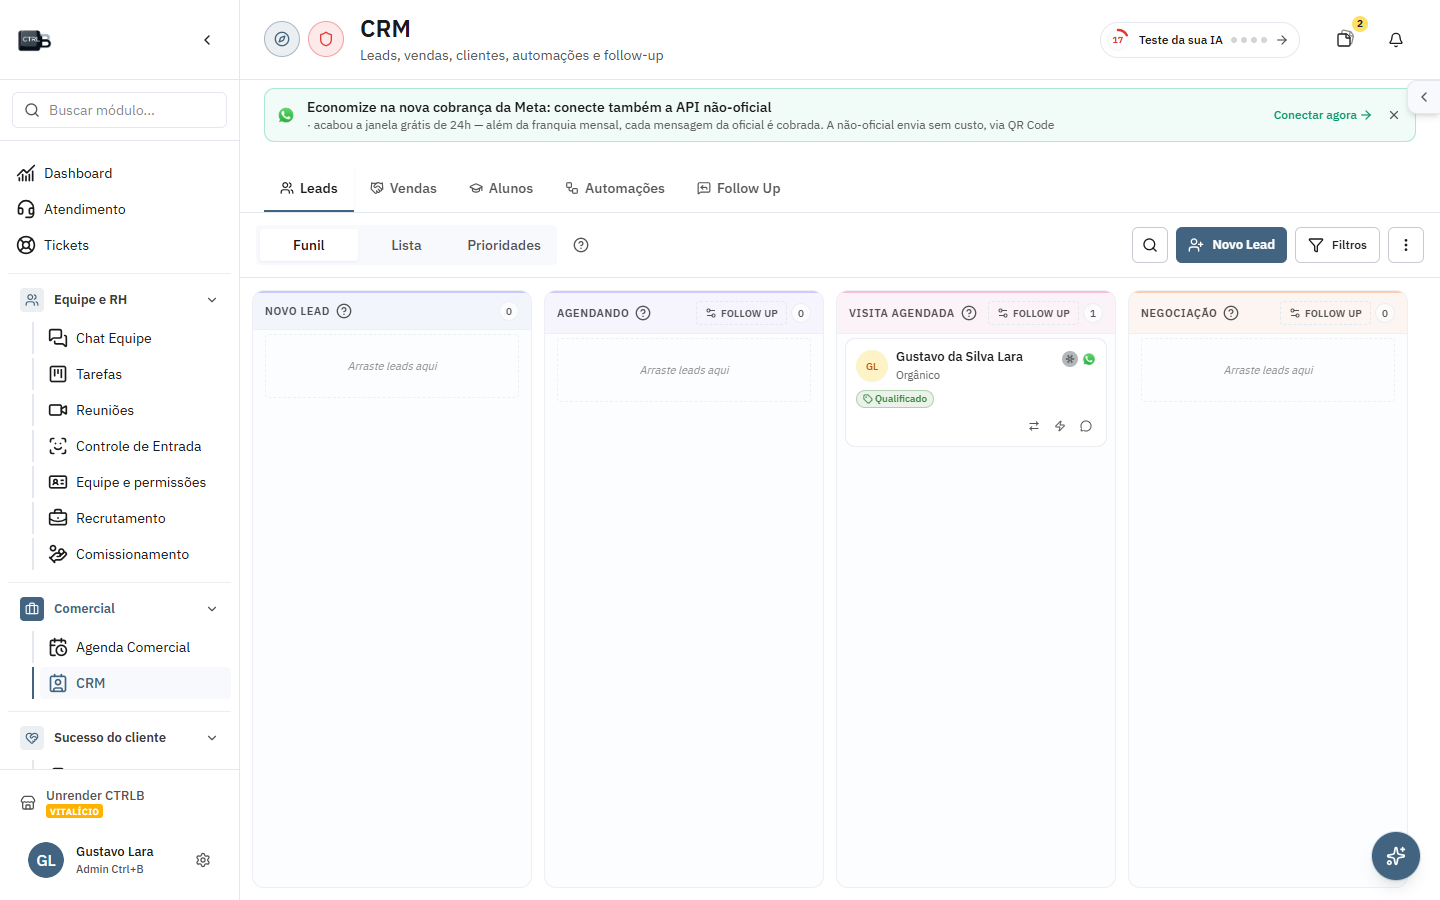 CTRL B
Buscar módulo...
Dashboard
Atendimento
Tickets
Equipe e RH
Chat Equipe
Tarefas
Reuniões
Controle de Entrada
Equipe e permissões
Recrutamento
Comissionamento
Comercial
Agenda Comercial
CRM
Sucesso do cliente
Unrender CTRLB
VITALÍCIO
GL
Gustavo Lara
Admin Ctrl+B
CRM
Leads, vendas, clientes, automações e follow-up
17
Teste da sua IA
2
Economize na nova cobrança da Meta: conecte também a API não-oficial
· acabou a janela grátis de 24h — além da franquia mensal, cada mensagem da oficial é cobrada. A não-oficial envia sem custo, via QR Code
Conectar agora
Leads
Vendas
Alunos
Automações
Follow Up
Funil
Lista
Prioridades
Novo Lead
Filtros
NOVO LEAD
0
Arraste leads aqui
AGENDANDO
FOLLOW UP
0
Arraste leads aqui
VISITA AGENDADA
FOLLOW UP
1
GL
Gustavo da Silva Lara
Orgânico
Qualificado
NEGOCIAÇÃO
FOLLOW UP
0
Arraste leads aqui